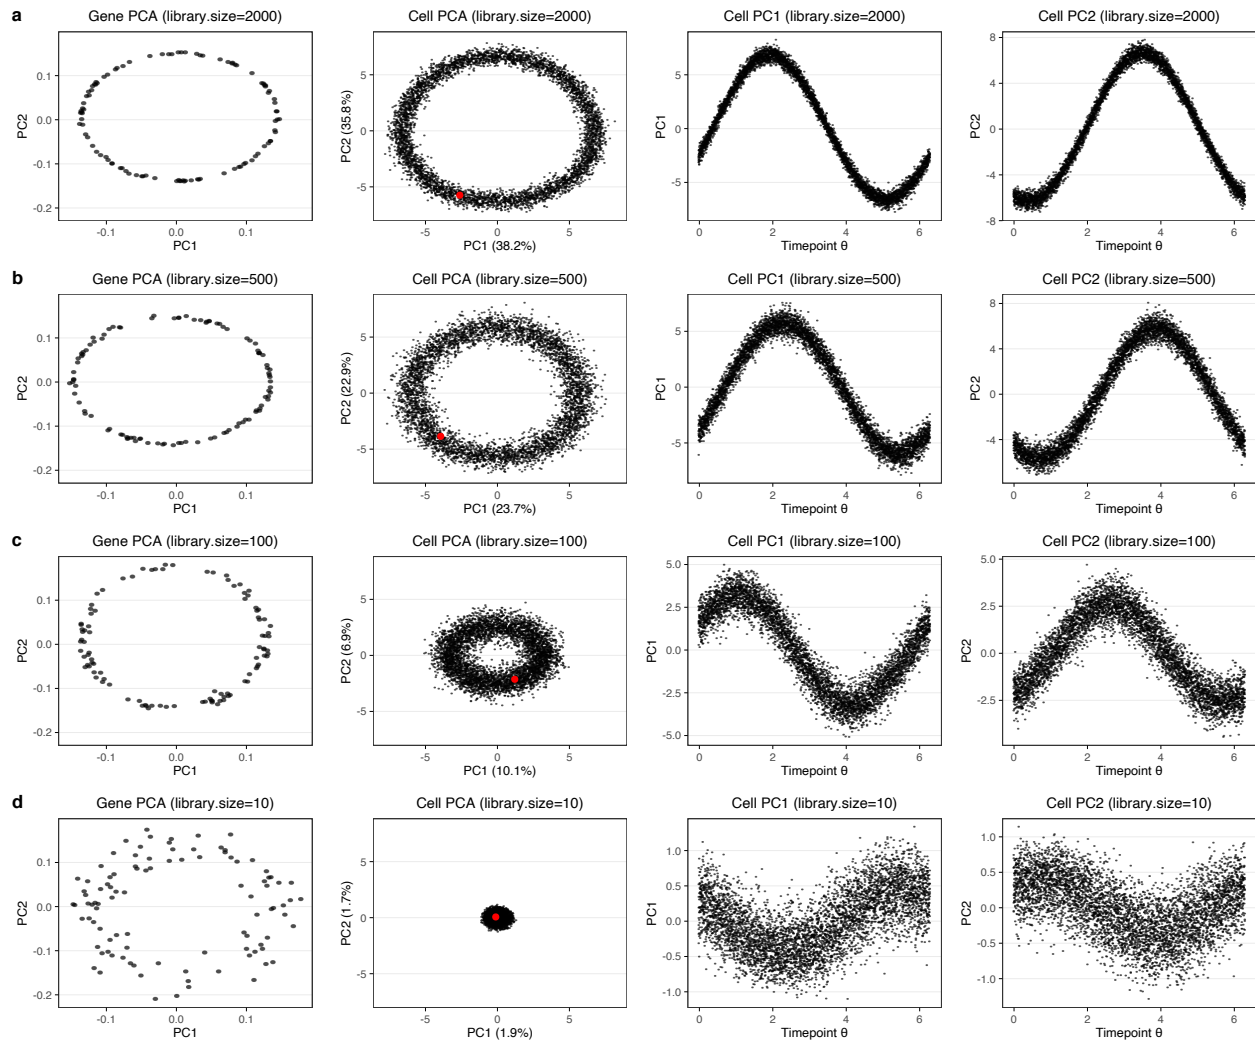 a
Gene PCA (library.size=2000)
Cell PCA (library.size=2000)
Cell PC1 (library.size=2000)
Cell PC2 (library.size=2000)
PC2
0.1
0.0
-0.1
-0.2
-0.1
0.0
0.1
PC1
PC2 (35.8%)
5
0
-5
-5
0
5
PC1 (38.2%)
PC1
5
0
-5
0
2
4
6
Timepoint θ
PC2
8
4
0
-4
-8
0
2
4
6
Timepoint θ
b
Gene PCA (library.size=500)
Cell PCA (library.size=500)
Cell PC1 (library.size=500)
Cell PC2 (library.size=500)
PC2
0.1
0.0
-0.1
-0.2
-0.1
0.0
0.1
PC1
PC2 (22.9%)
5
0
-5
-5
0
5
PC1 (23.7%)
PC1
5
0
-5
0
2
4
6
Timepoint θ
PC2
8
4
0
-4
0
2
4
6
Timepoint θ
c
Gene PCA (library.size=100)
Cell PCA (library.size=100)
Cell PC1 (library.size=100)
Cell PC2 (library.size=100)
PC2
0.1
0.0
-0.1
-0.2
-0.1
0.0
0.1
PC1
PC2 (6.9%)
5
0
-5
-5
0
5
PC1 (10.1%)
PC1
5.0
2.5
0.0
-2.5
-5.0
0
2
4
6
Timepoint θ
PC2
5.0
2.5
0.0
-2.5
0
2
4
6
Timepoint θ
d
Gene PCA (library.size=10)
Cell PCA (library.size=10)
Cell PC1 (library.size=10)
Cell PC2 (library.size=10)
PC2
0.1
0.0
-0.1
-0.2
-0.1
0.0
0.1
PC1
PC2 (1.7%)
5
0
-5
-5
0
5
PC1 (1.9%)
PC1
1.0
0.5
0.0
-0.5
-1.0
0
2
4
6
Timepoint θ
PC2
1.0
0.5
0.0
-0.5
-1.0
0
2
4
6
Timepoint θ